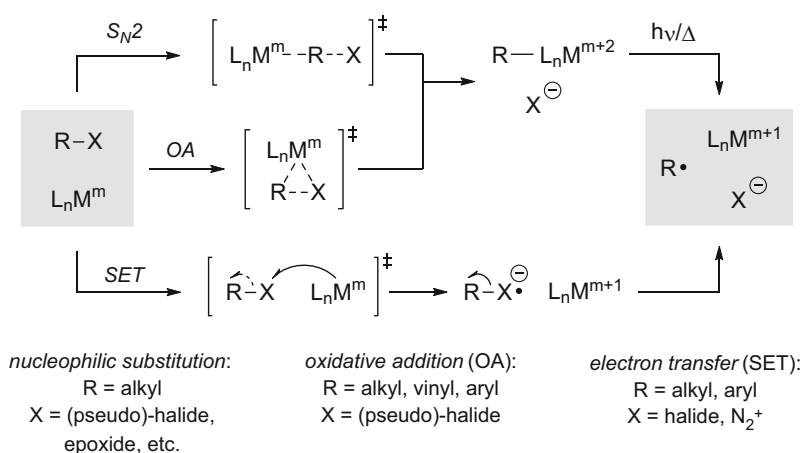 S_N2
[L_nM^m--R--X]^‡
R—L_nM^{m+2}
X^⊖
hν/Δ
R–X
L_nM^m
OA
[L_nM^m R--X]^‡
L_nM^{m+1}
R•
X^⊖
SET
[R–X L_nM^m]^‡
R–X•^⊖ L_nM^{m+1}
nucleophilic substitution:
R = alkyl
X = (pseudo)-halide,
epoxide, etc.
oxidative addition (OA):
R = alkyl, vinyl, aryl
X = (pseudo)-halide
electron transfer (SET):
R = alkyl, aryl
X = halide, N₂⁺